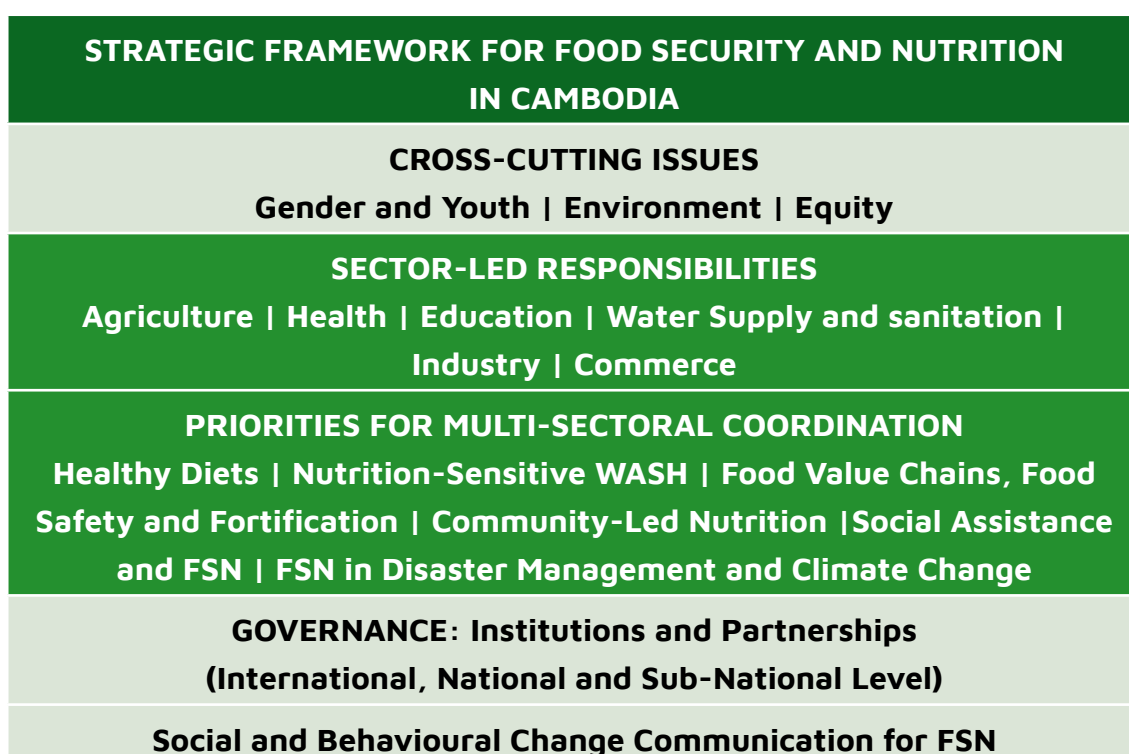 STRATEGIC FRAMEWORK FOR FOOD SECURITY AND NUTRITION
IN CAMBODIA
CROSS-CUTTING ISSUES
Gender and Youth | Environment | Equity
SECTOR-LED RESPONSIBILITIES
Agriculture | Health | Education | Water Supply and sanitation |
Industry | Commerce
PRIORITIES FOR MULTI-SECTORAL COORDINATION
Healthy Diets | Nutrition-Sensitive WASH | Food Value Chains, Food
Safety and Fortification | Community-Led Nutrition |Social Assistance
and FSN | FSN in Disaster Management and Climate Change
GOVERNANCE: Institutions and Partnerships
(International, National and Sub-National Level)
Social and Behavioural Change Communication for FSN